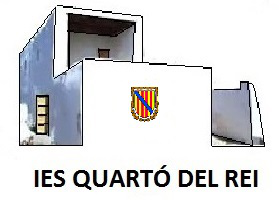 IES QUARTÓ DEL REI